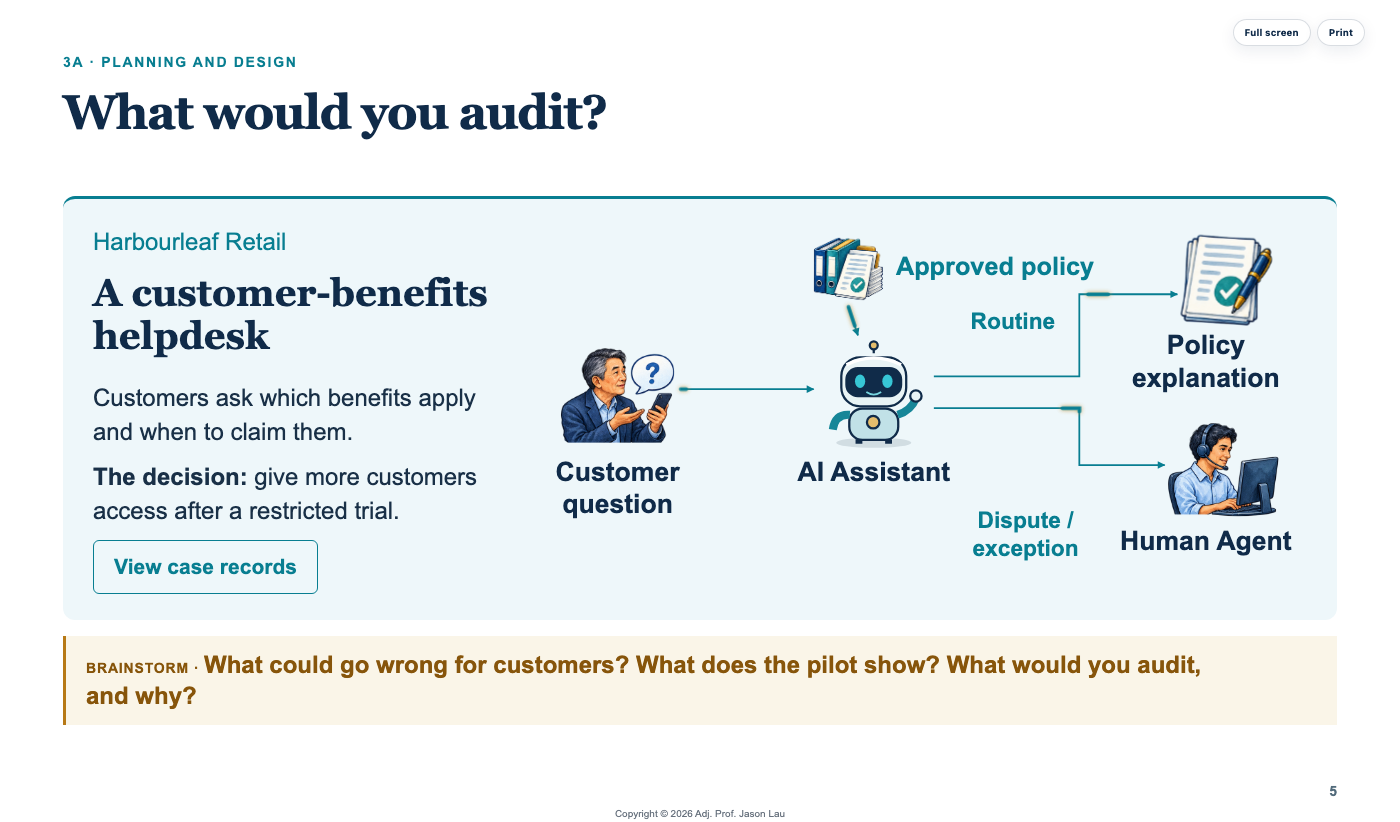 Full screen
Print
3A · PLANNING AND DESIGN
What would you audit?
Harbourleaf Retail
A customer-benefits
helpdesk
Customers ask which benefits apply
and when to claim them.
The decision: give more customers
access after a restricted trial.
View case records
?
Customer
question
Approved policy
AI Assistant
Routine
Policy
explanation
Dispute /
exception
Human Agent
BRAINSTORM · What could go wrong for customers? What does the pilot show? What would you audit,
and why?
5
Copyright © 2026 Adj. Prof. Jason Lau